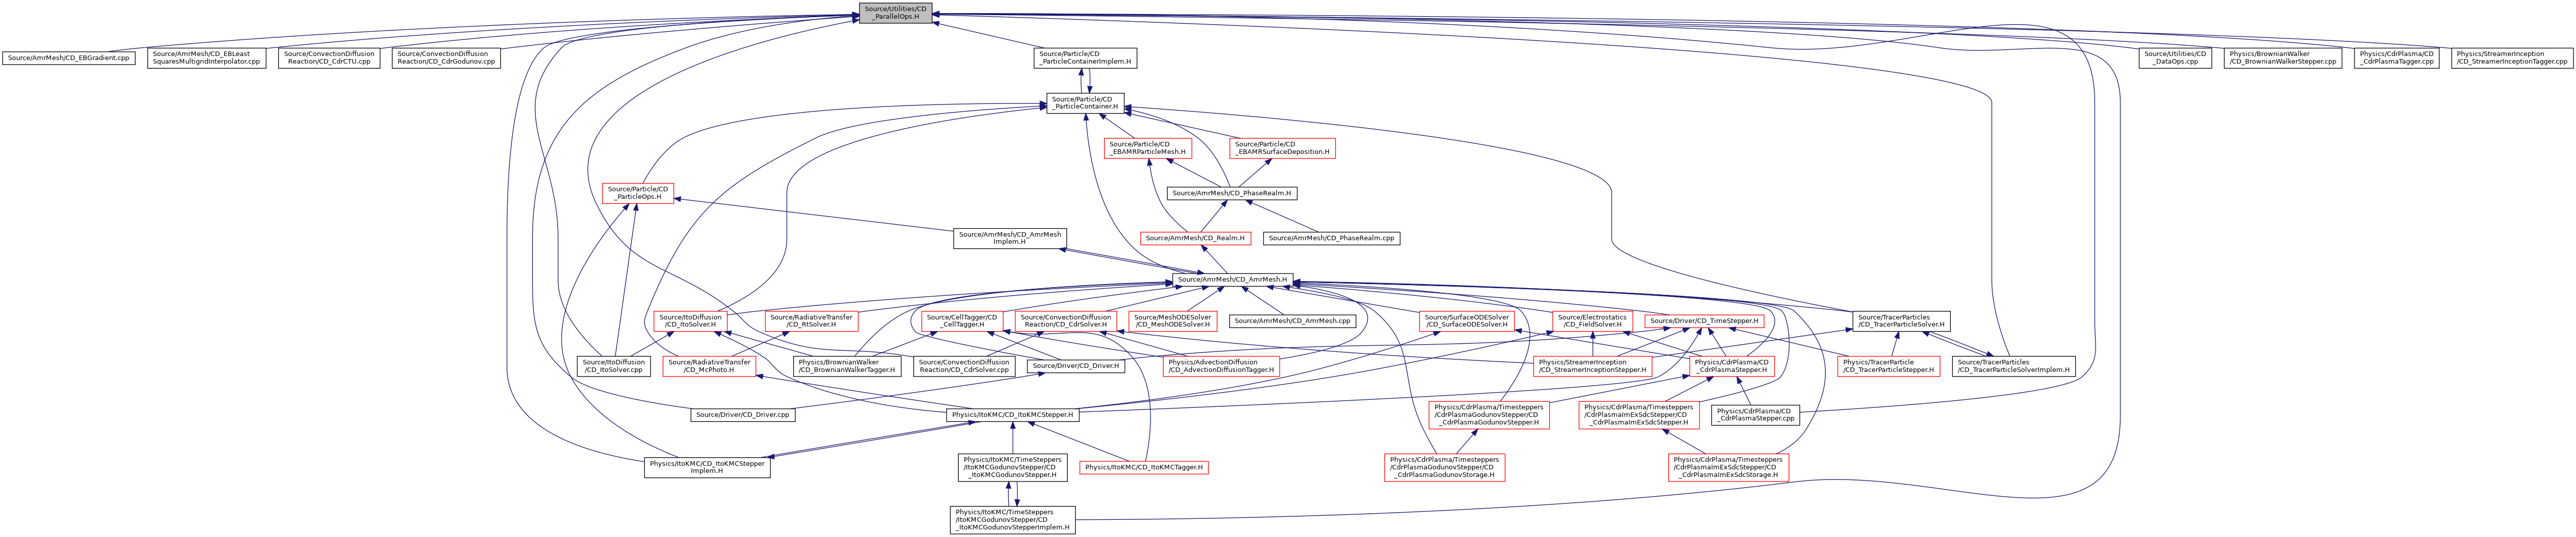 Source/Utilities/CD
_ParallelOps.H
Source/AmrMesh/CD_EBGradient.cpp
Source/AmrMesh/CD_EBLeast
SquaresMultigridInterpolator.cpp
Source/ConvectionDiffusion
Reaction/CD_CdrCTU.cpp
Source/ConvectionDiffusion
Reaction/CD_CdrGodunov.cpp
Source/Particle/CD
_ParticleContainerImplem.H
Source/Utilities/CD
_DataOps.cpp
Physics/BrownianWalker
/CD_BrownianWalkerStepper.cpp
Physics/CdrPlasma/CD
_CdrPlasmaTagger.cpp
Physics/StreamerInception
/CD_StreamerInceptionTagger.cpp
Source/Particle/CD
_ParticleContainer.H
Source/Particle/CD
_EBAMRParticleMesh.H
Source/Particle/CD
_EBAMRSurfaceDeposition.H
Source/Particle/CD
_ParticleOps.H
Source/AmrMesh/CD_PhaseRealm.H
Source/AmrMesh/CD_AmrMesh
Implem.H
Source/AmrMesh/CD_Realm.H
Source/AmrMesh/CD_PhaseRealm.cpp
Source/AmrMesh/CD_AmrMesh.H
Source/ItoDiffusion
/CD_ItoSolver.H
Source/RadiativeTransfer
/CD_RtSolver.H
Source/CellTagger/CD
_CellTagger.H
Source/ConvectionDiffusion
Reaction/CD_CdrSolver.H
Source/MeshODESolver
/CD_MeshODESolver.H
Source/AmrMesh/CD_AmrMesh.cpp
Source/SurfaceODESolver
/CD_SurfaceODESolver.H
Source/Electrostatics
/CD_FieldSolver.H
Source/Driver/CD_TimeStepper.H
Source/TracerParticles
/CD_TracerParticleSolver.H
Source/ItoDiffusion
/CD_ItoSolver.cpp
Source/RadiativeTransfer
/CD_McPhoto.H
Physics/BrownianWalker
/CD_BrownianWalkerTagger.H
Source/ConvectionDiffusion
Reaction/CD_CdrSolver.cpp
Source/Driver/CD_Driver.H
Physics/AdvectionDiffusion
/CD_AdvectionDiffusionTagger.H
Physics/StreamerInception
/CD_StreamerInceptionStepper.H
Physics/CdrPlasma/CD
_CdrPlasmaStepper.H
Physics/TracerParticle
/CD_TracerParticleStepper.H
Source/TracerParticles
/CD_TracerParticleSolverImplem.H
Source/Driver/CD_Driver.cpp
Physics/ItoKMC/CD_ItoKMCStepper.H
Physics/CdrPlasma/Timesteppers
/CdrPlasmaGodunovStepper/CD
_CdrPlasmaGodunovStepper.H
Physics/CdrPlasma/Timesteppers
/CdrPlasmaImExSdcStepper/CD
_CdrPlasmaImExSdcStepper.H
Physics/CdrPlasma/CD
_CdrPlasmaStepper.cpp
Physics/ItoKMC/CD_ItoKMCStepper
Implem.H
Physics/ItoKMC/TimeSteppers
/ItoKMCGodunovStepper/CD
_ItoKMCGodunovStepper.H
Physics/ItoKMC/CD_ItoKMCTagger.H
Physics/CdrPlasma/Timesteppers
/CdrPlasmaGodunovStepper/CD
_CdrPlasmaGodunovStorage.H
Physics/CdrPlasma/Timesteppers
/CdrPlasmaImExSdcStepper/CD
_CdrPlasmaImExSdcStorage.H
Physics/ItoKMC/TimeSteppers
/ItoKMCGodunovStepper/CD
_ItoKMCGodunovStepperImplem.H